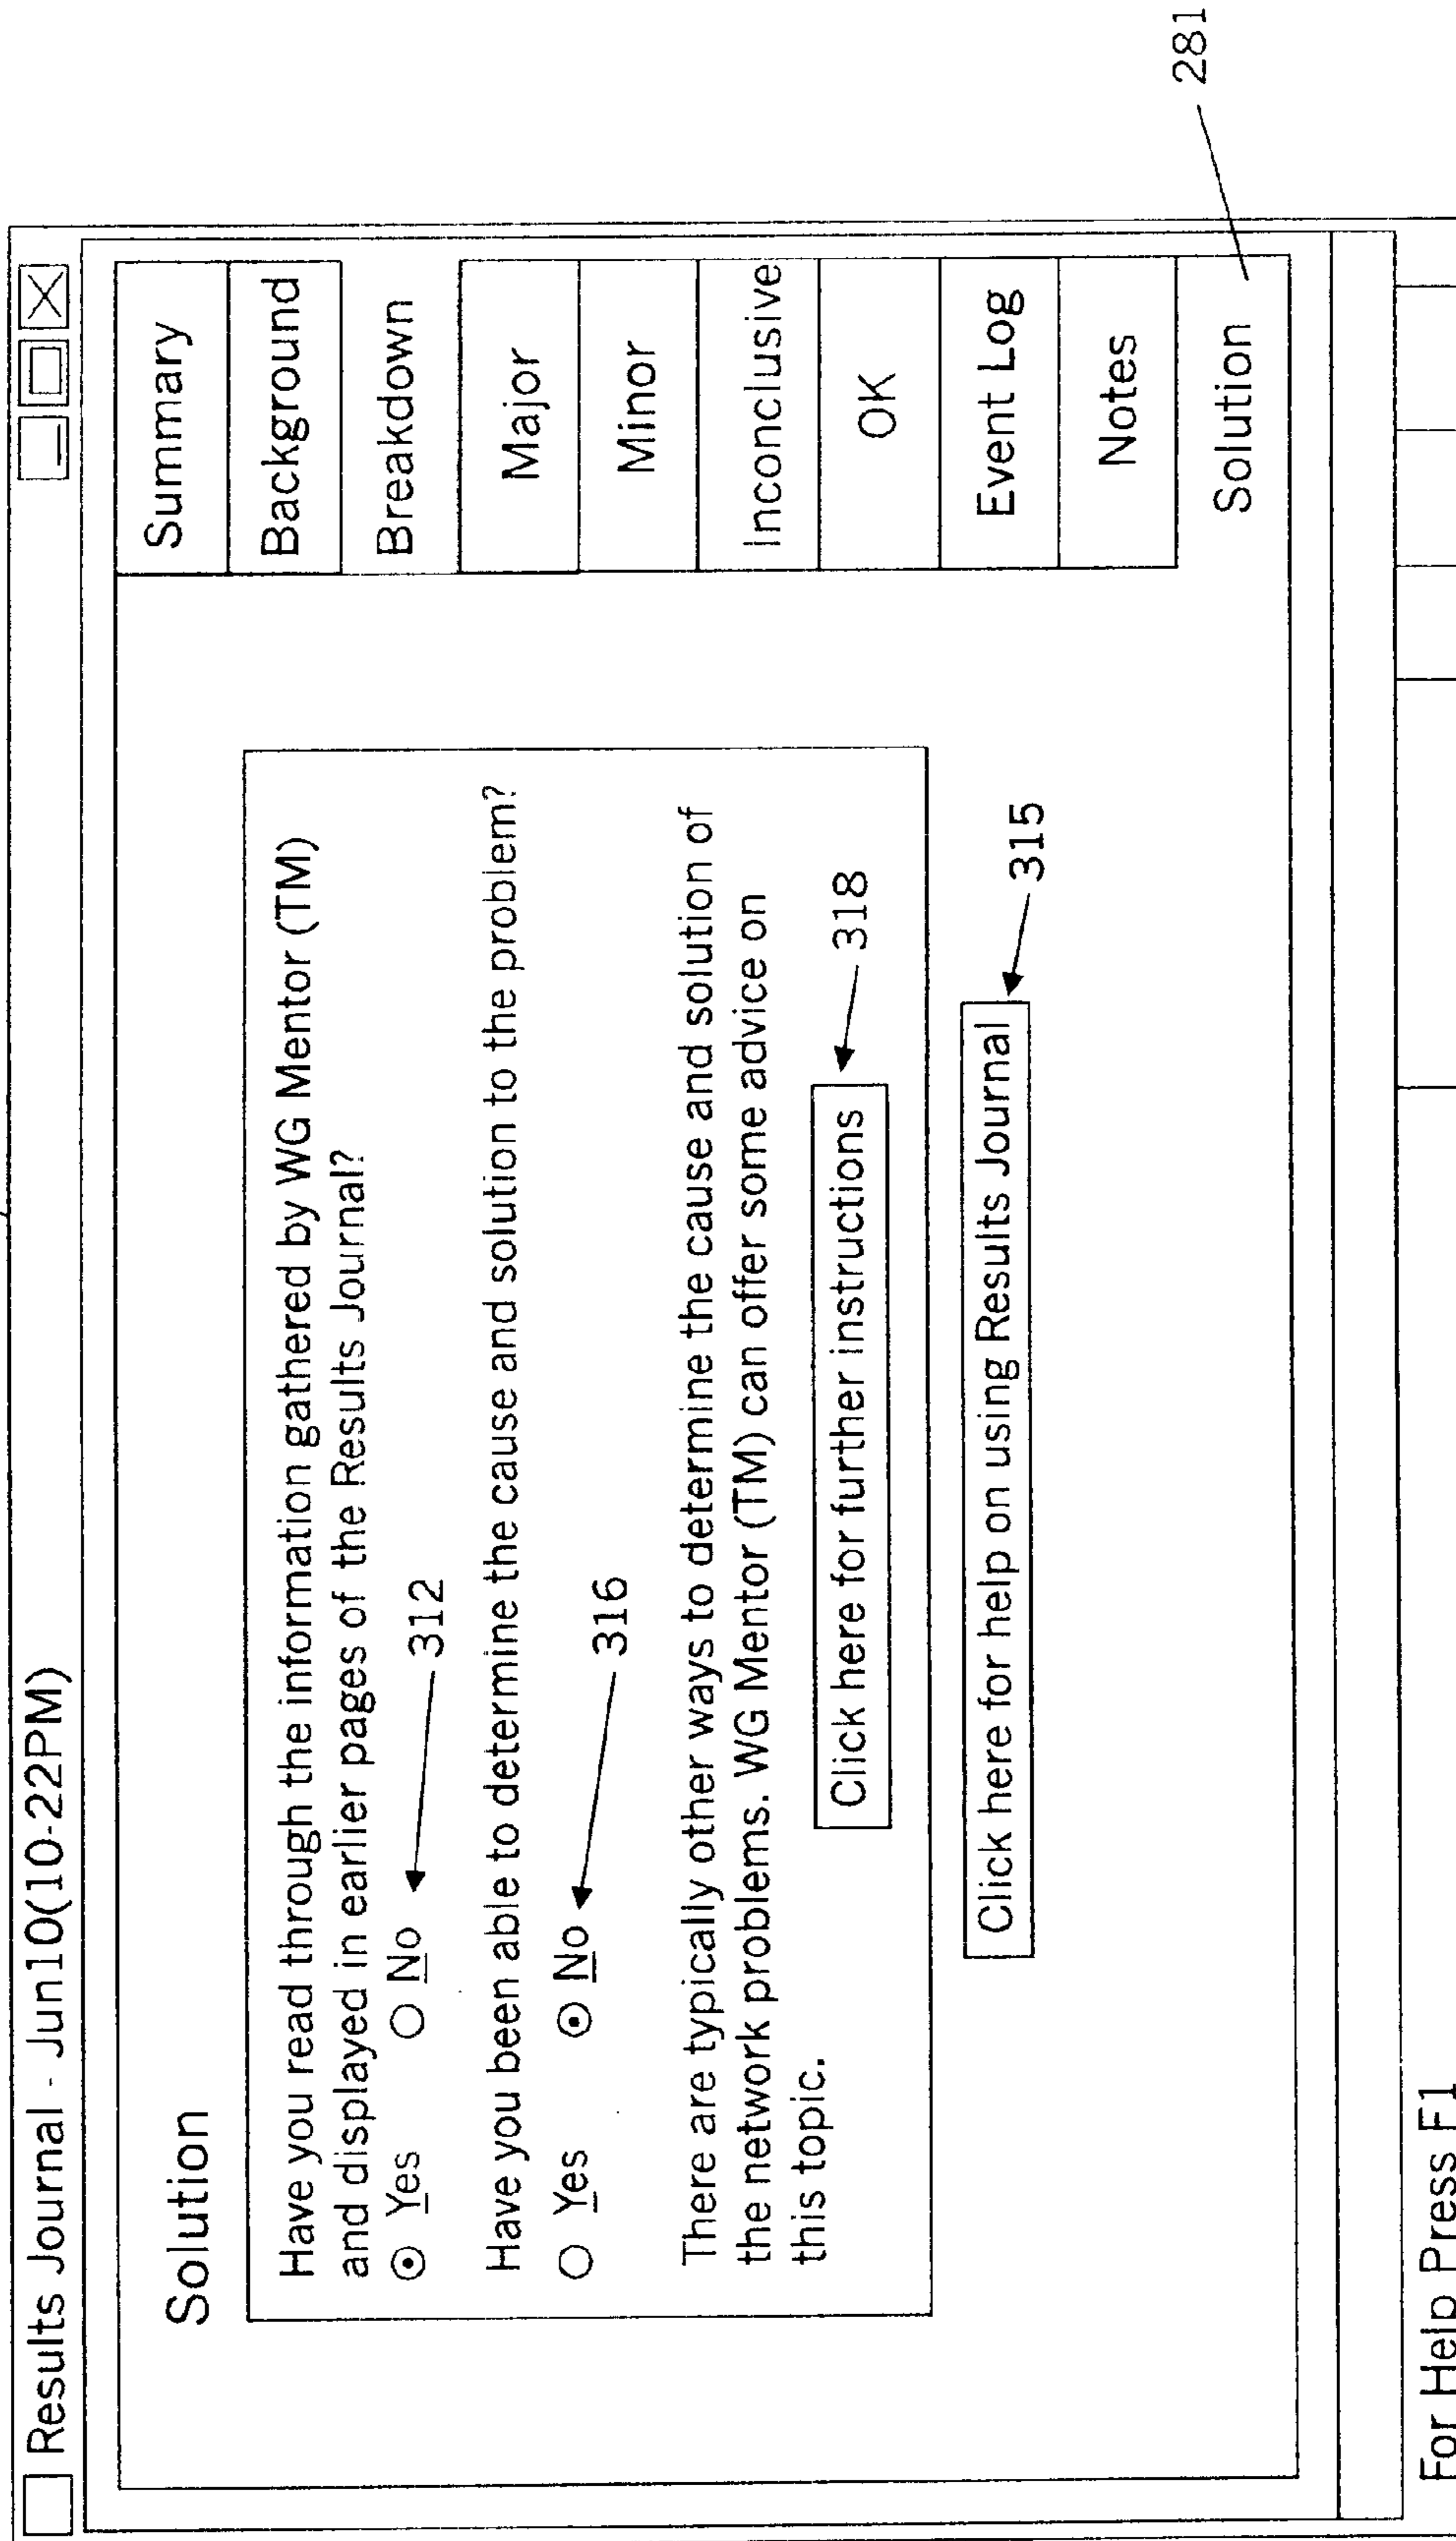 Results Journal - Jun10(10-22PM)
Solution
Have you read through the information gathered by WG Mentor (TM)
and displayed in earlier pages of the Results Journal?
Yes No 312
Have you been able to determine the cause and solution to the problem?
Yes No 316
There are typically other ways to determine the cause and solution of
the network problems. WG Mentor (TM) can offer some advice on
this topic.
Click here for further instructions 318
Click here for help on using Results Journal 315
Summary
Background
Breakdown
Major
Minor
Inconclusive
OK
Event Log
Notes
Solution
281
For Help Press F1